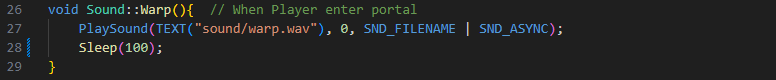 26 void Sound::Warp(){  // When Player enter portal
27     PlaySound(TEXT("sound/warp.wav"), 0, SND_FILENAME | SND_ASYNC);
28     Sleep(100);
29 }